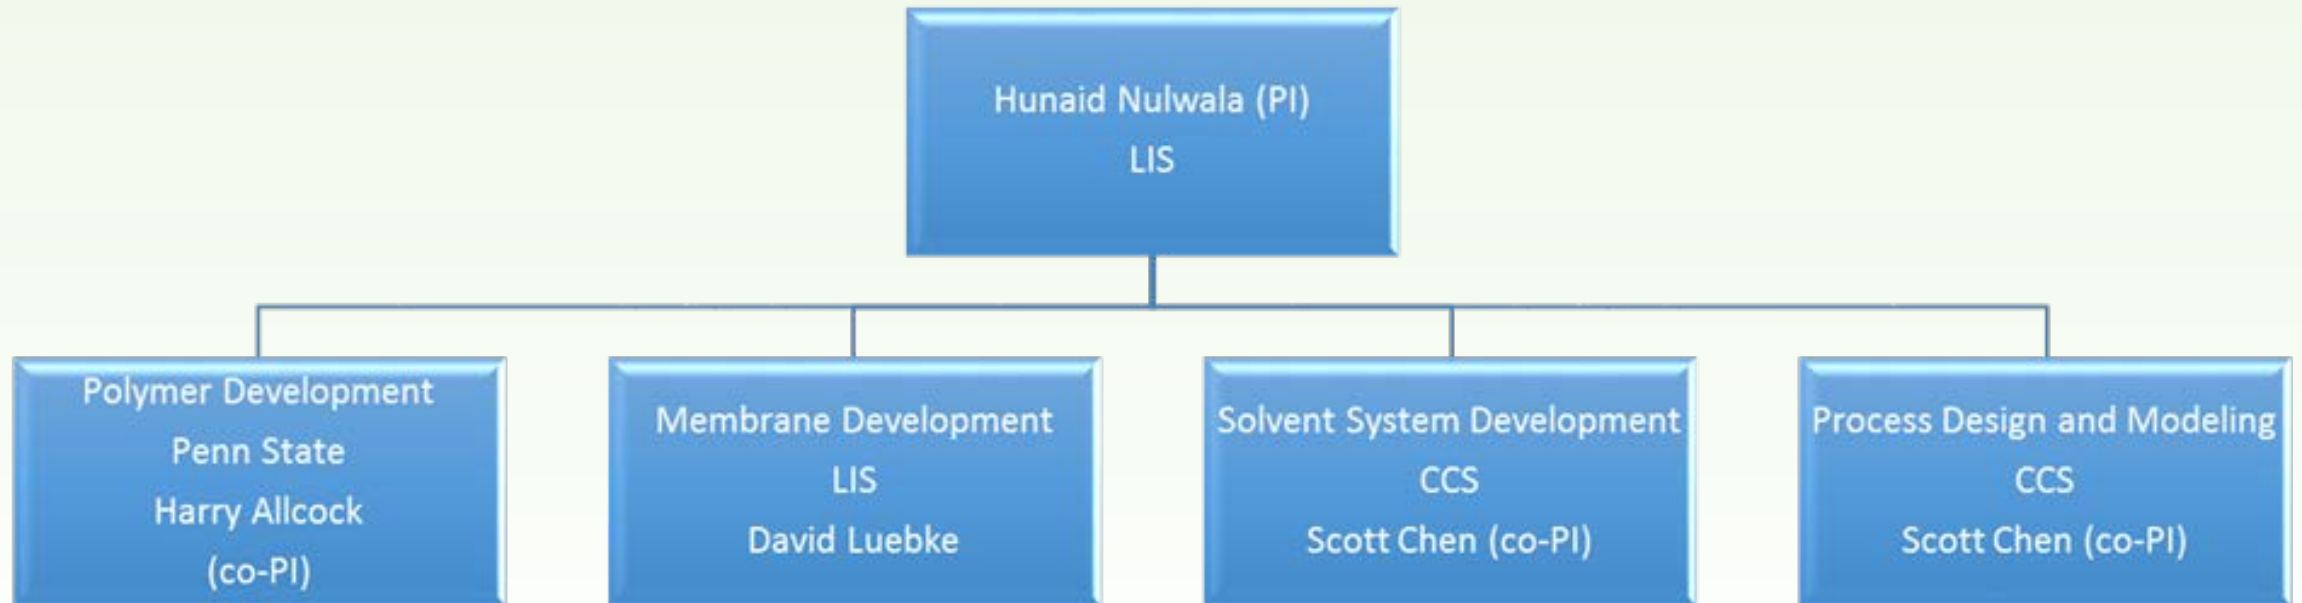 Hunaid Nulwala (PI)
LIS
Polymer Development
Penn State
Harry Allcock
(co-PI)
Membrane Development
LIS
David Luebke
Solvent System Development
CCS
Scott Chen (co-PI)
Process Design and Modeling
CCS
Scott Chen (co-PI)